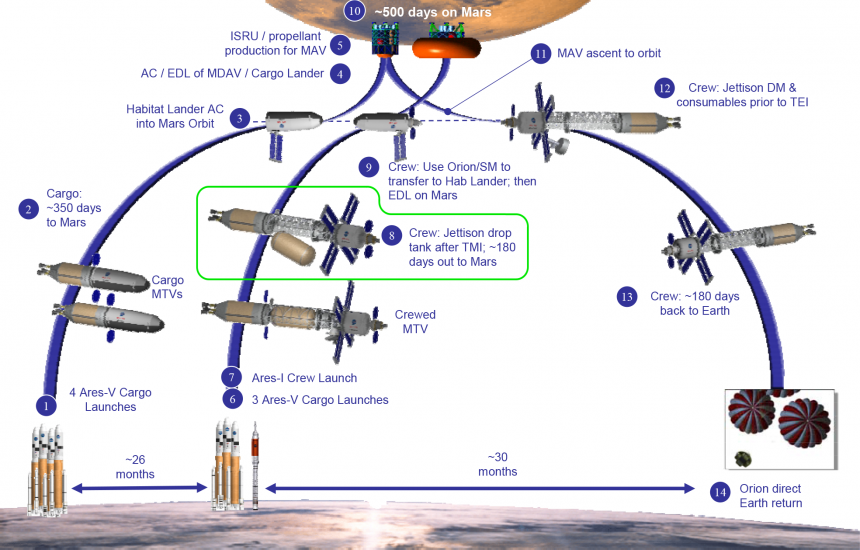 10
~500 days on Mars
ISRU / propellant
production for MAV
5
11
MAV ascent to orbit
AC / EDL of MDAV / Cargo Lander
4
12
Crew: Jettison DM &
consumables prior to TEI
Habitat Lander AC
into Mars Orbit
3
9
Crew: Use Orion/SM to
transfer to Hab Lander; then
EDL on Mars
2
Cargo:
~350 days
to Mars
8
Crew: Jettison drop
tank after TMI; ~180
days out to Mars
Cargo
MTVs
13
Crew: ~180 days
back to Earth
Crewed
MTV
7
Ares-I Crew Launch
6
3 Ares-V Cargo Launches
1
4 Ares-V Cargo
Launches
~26
months
~30
months
14
Orion direct
Earth return